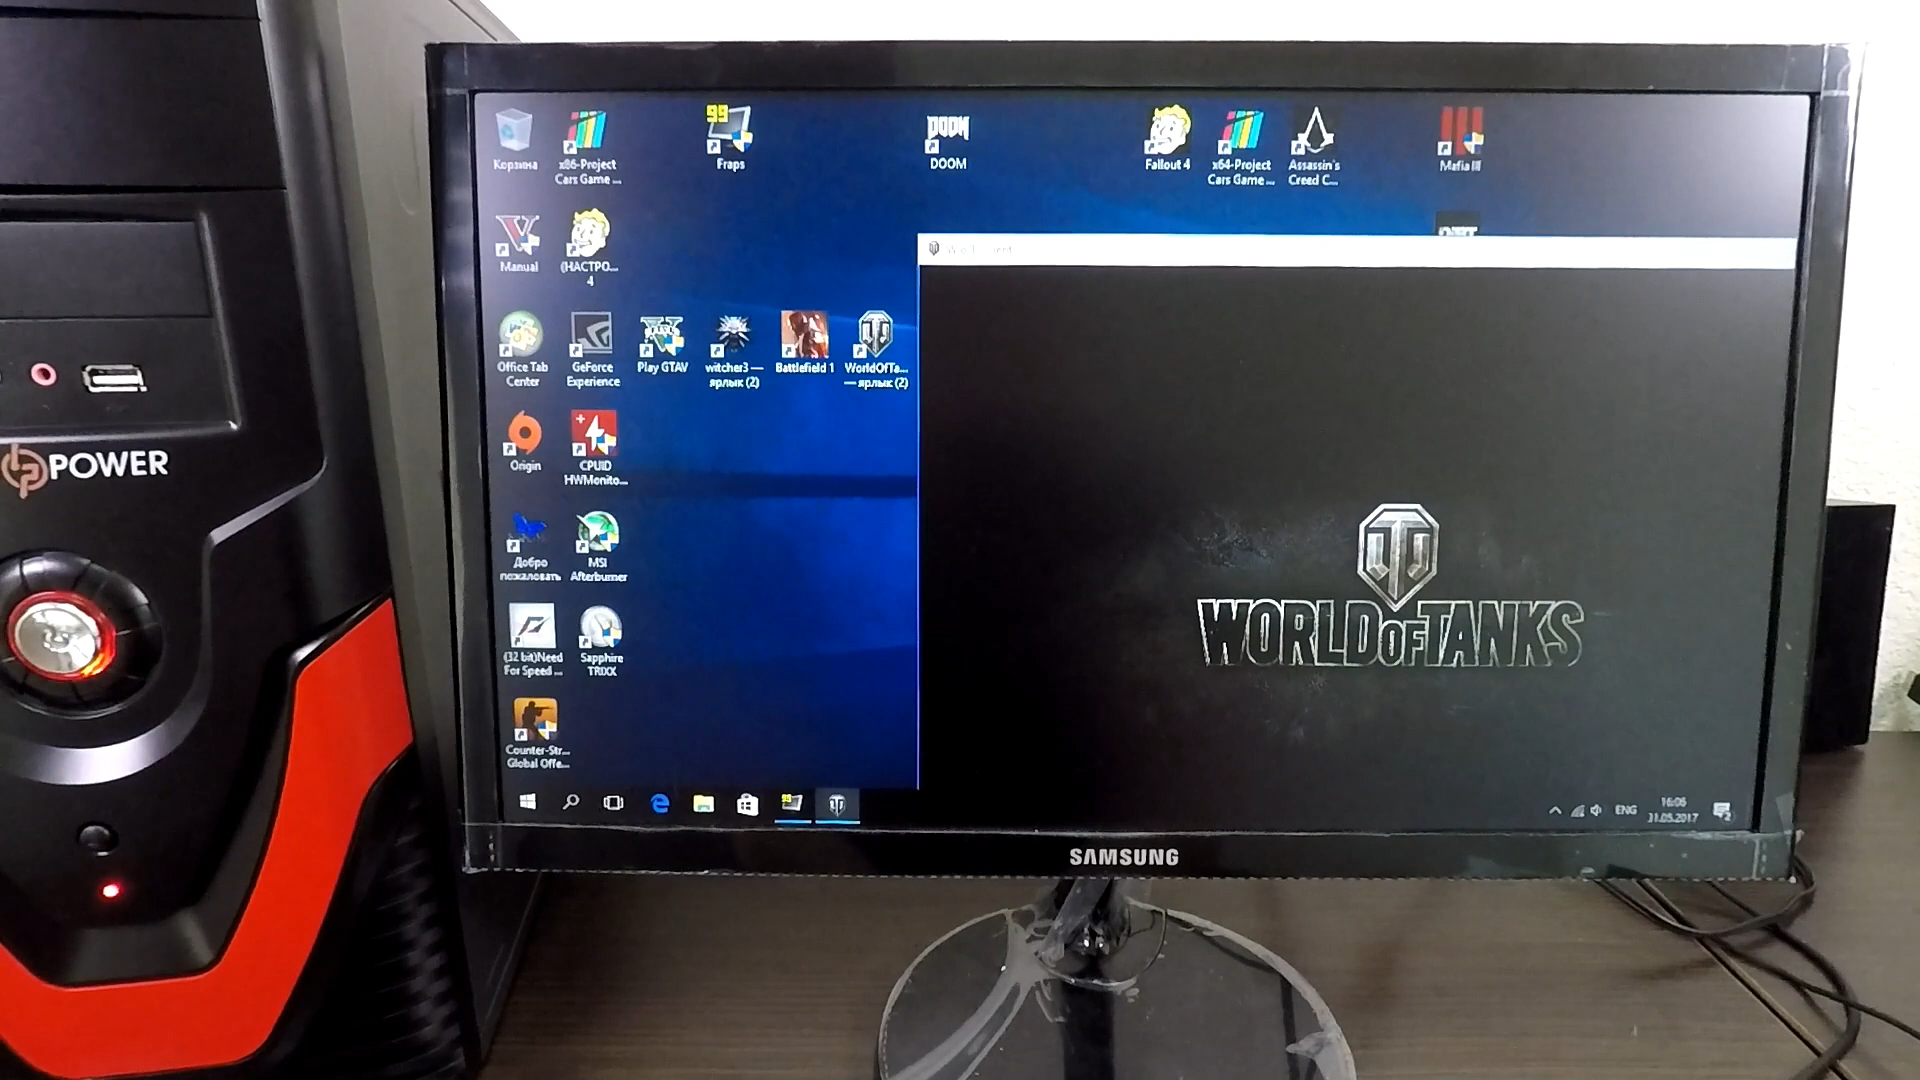 Корзина
x86-Project
Cars Game ...
99
Fraps
DOOM
DOOM
Fallout 4
x64-Project
Cars Game ...
Assassin's
Creed C...
Mafia III
Manual
(НАСТРО...
4
Office Tab
Center
GeForce
Experience
Play GTAV
witcher3 —
ярлык (2)
Battlefield 1
WorldOfTa...
— ярлык (2)
Origin
CPUID
HWMonito...
POWER
Добро
пожаловать
MSI
Afterburner
WORLD OF TANKS
(32 bit)Need
For Speed ...
Sapphire
TRIXX
Counter-Str...
Global Offe...
99
ENG
16:06
31.05.2017
2
SAMSUNG